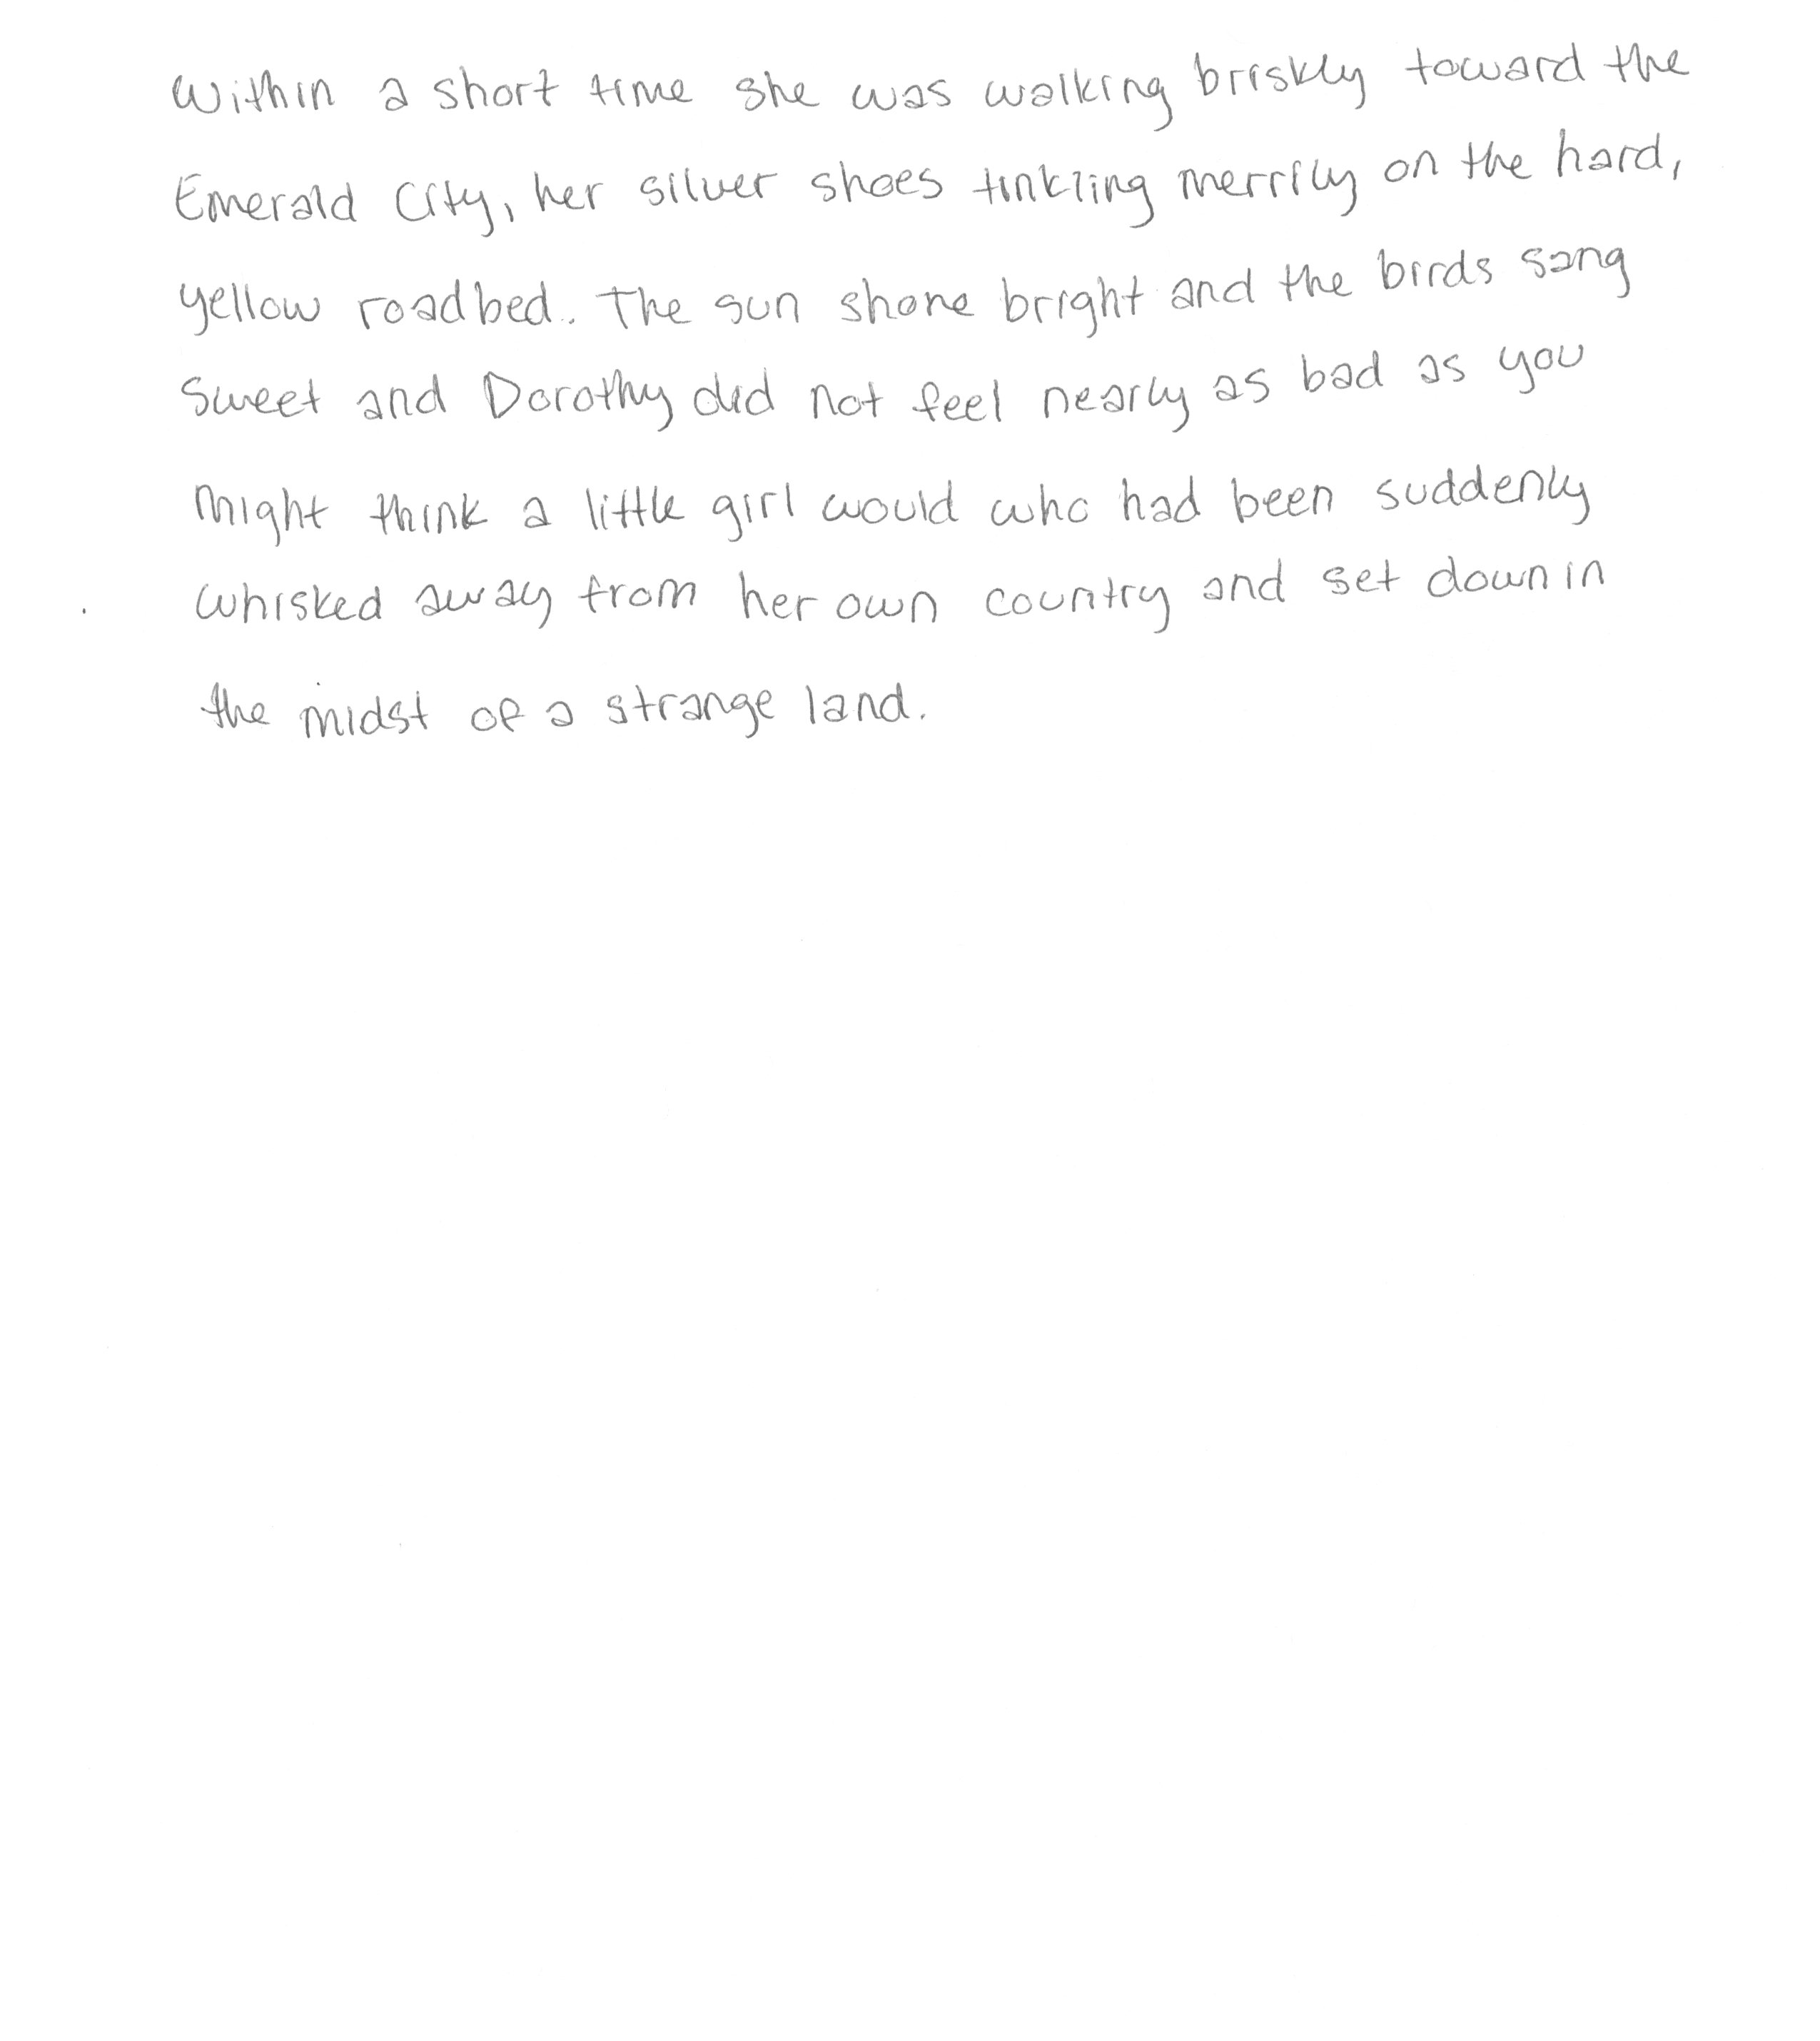 Within a short time she was walking briskly toward the
Emerald City, her silver shoes tinkling merrily on the hard,
yellow roadbed. The sun shone bright and the birds sang
sweet and Dorothy did not feel nearly as bad as you
might think a little girl would who had been suddenly
whisked away from her own country and set down in
the midst of a strange land.